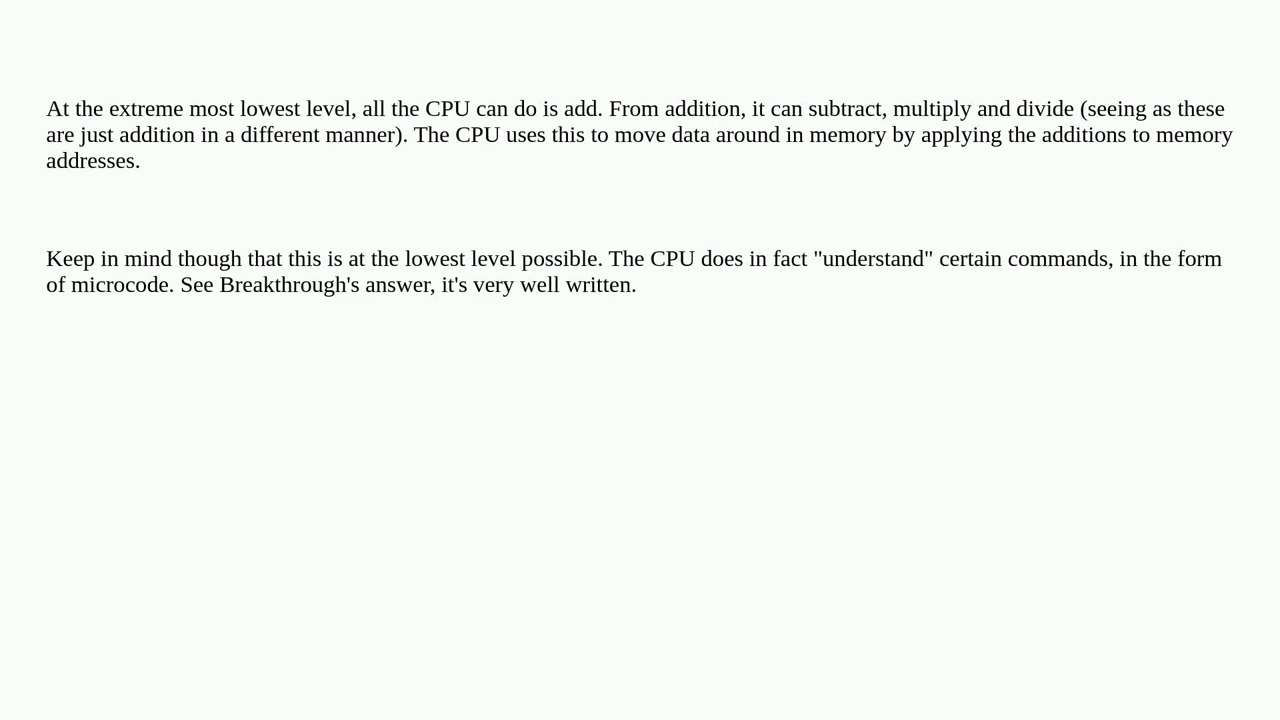 At the extreme most lowest level, all the CPU can do is add. From addition, it can subtract, multiply and divide (seeing as these
are just addition in a different manner). The CPU uses this to move data around in memory by applying the additions to memory
addresses.
Keep in mind though that this is at the lowest level possible. The CPU does in fact "understand" certain commands, in the form
of microcode. See Breakthrough's answer, it's very well written.